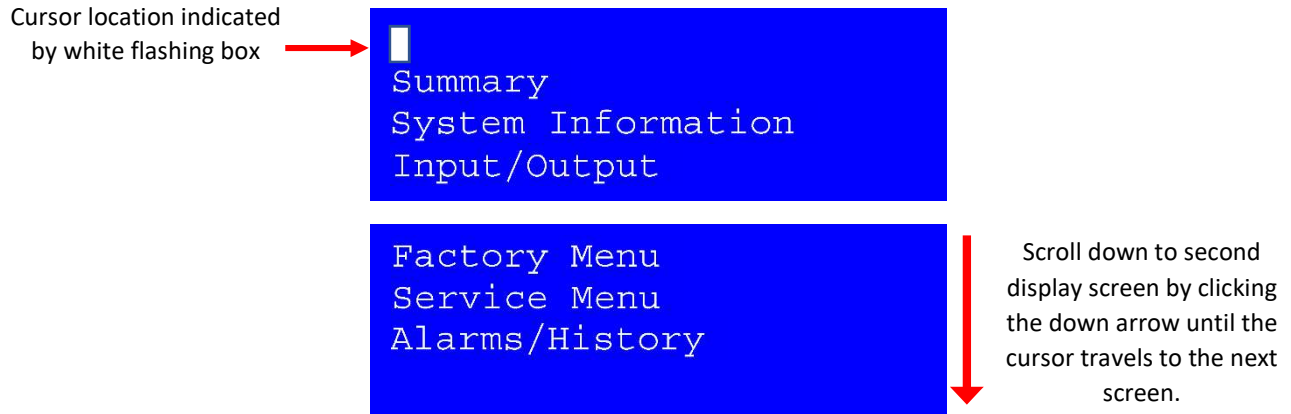 Cursor location indicated
by white flashing box
Summary
System Information
Input/Output
Factory Menu
Service Menu
Alarms/History
Scroll down to second
display screen by clicking
the down arrow until the
cursor travels to the next
screen.